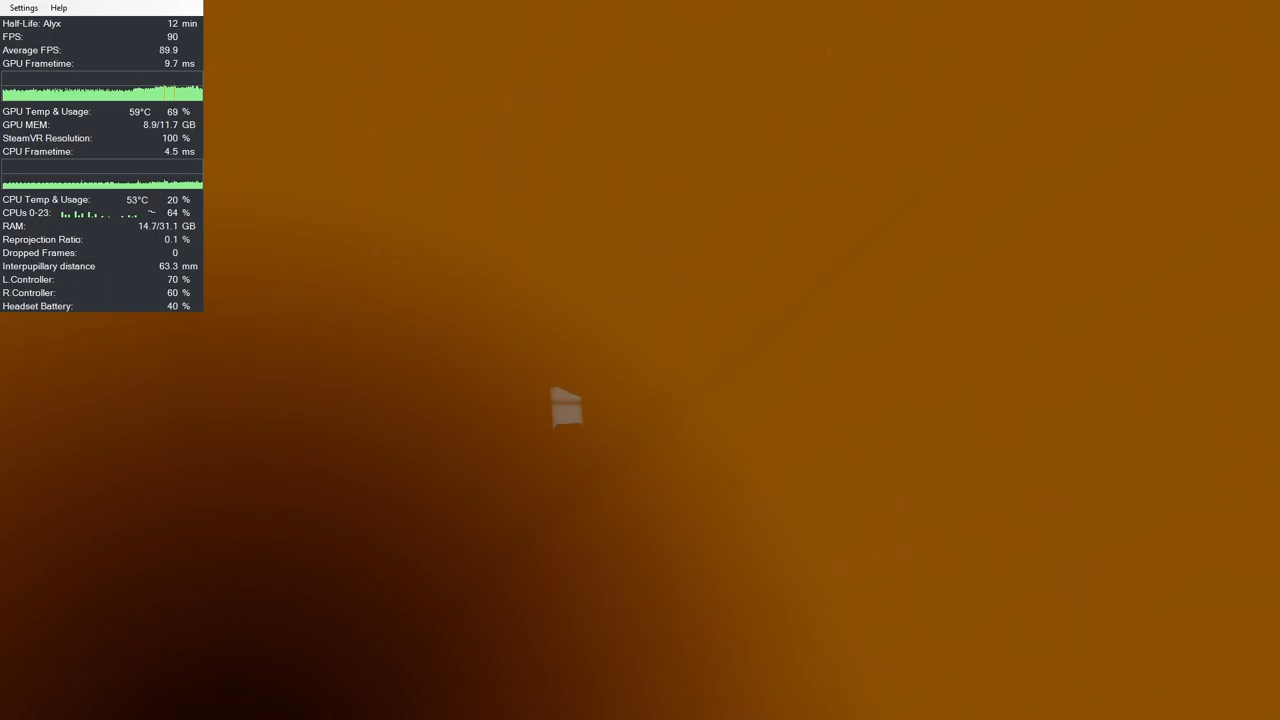 Settings Help
Half-Life: Alyx 12 min
FPS: 90
Average FPS: 89.9
GPU Frametime: 9.7 ms
GPU Temp & Usage: 59°C 69 %
GPU MEM: 8.9/11.7 GB
SteamVR Resolution: 100 %
CPU Frametime: 4.5 ms
CPU Temp & Usage: 53°C 20 %
CPUs 0-23: 64 %
RAM: 14.7/31.1 GB
Reprojection Ratio: 0.1 %
Dropped Frames: 0
Interpupillary distance 63.3 mm
L.Controller: 70 %
R.Controller: 60 %
Headset Battery: 40 %